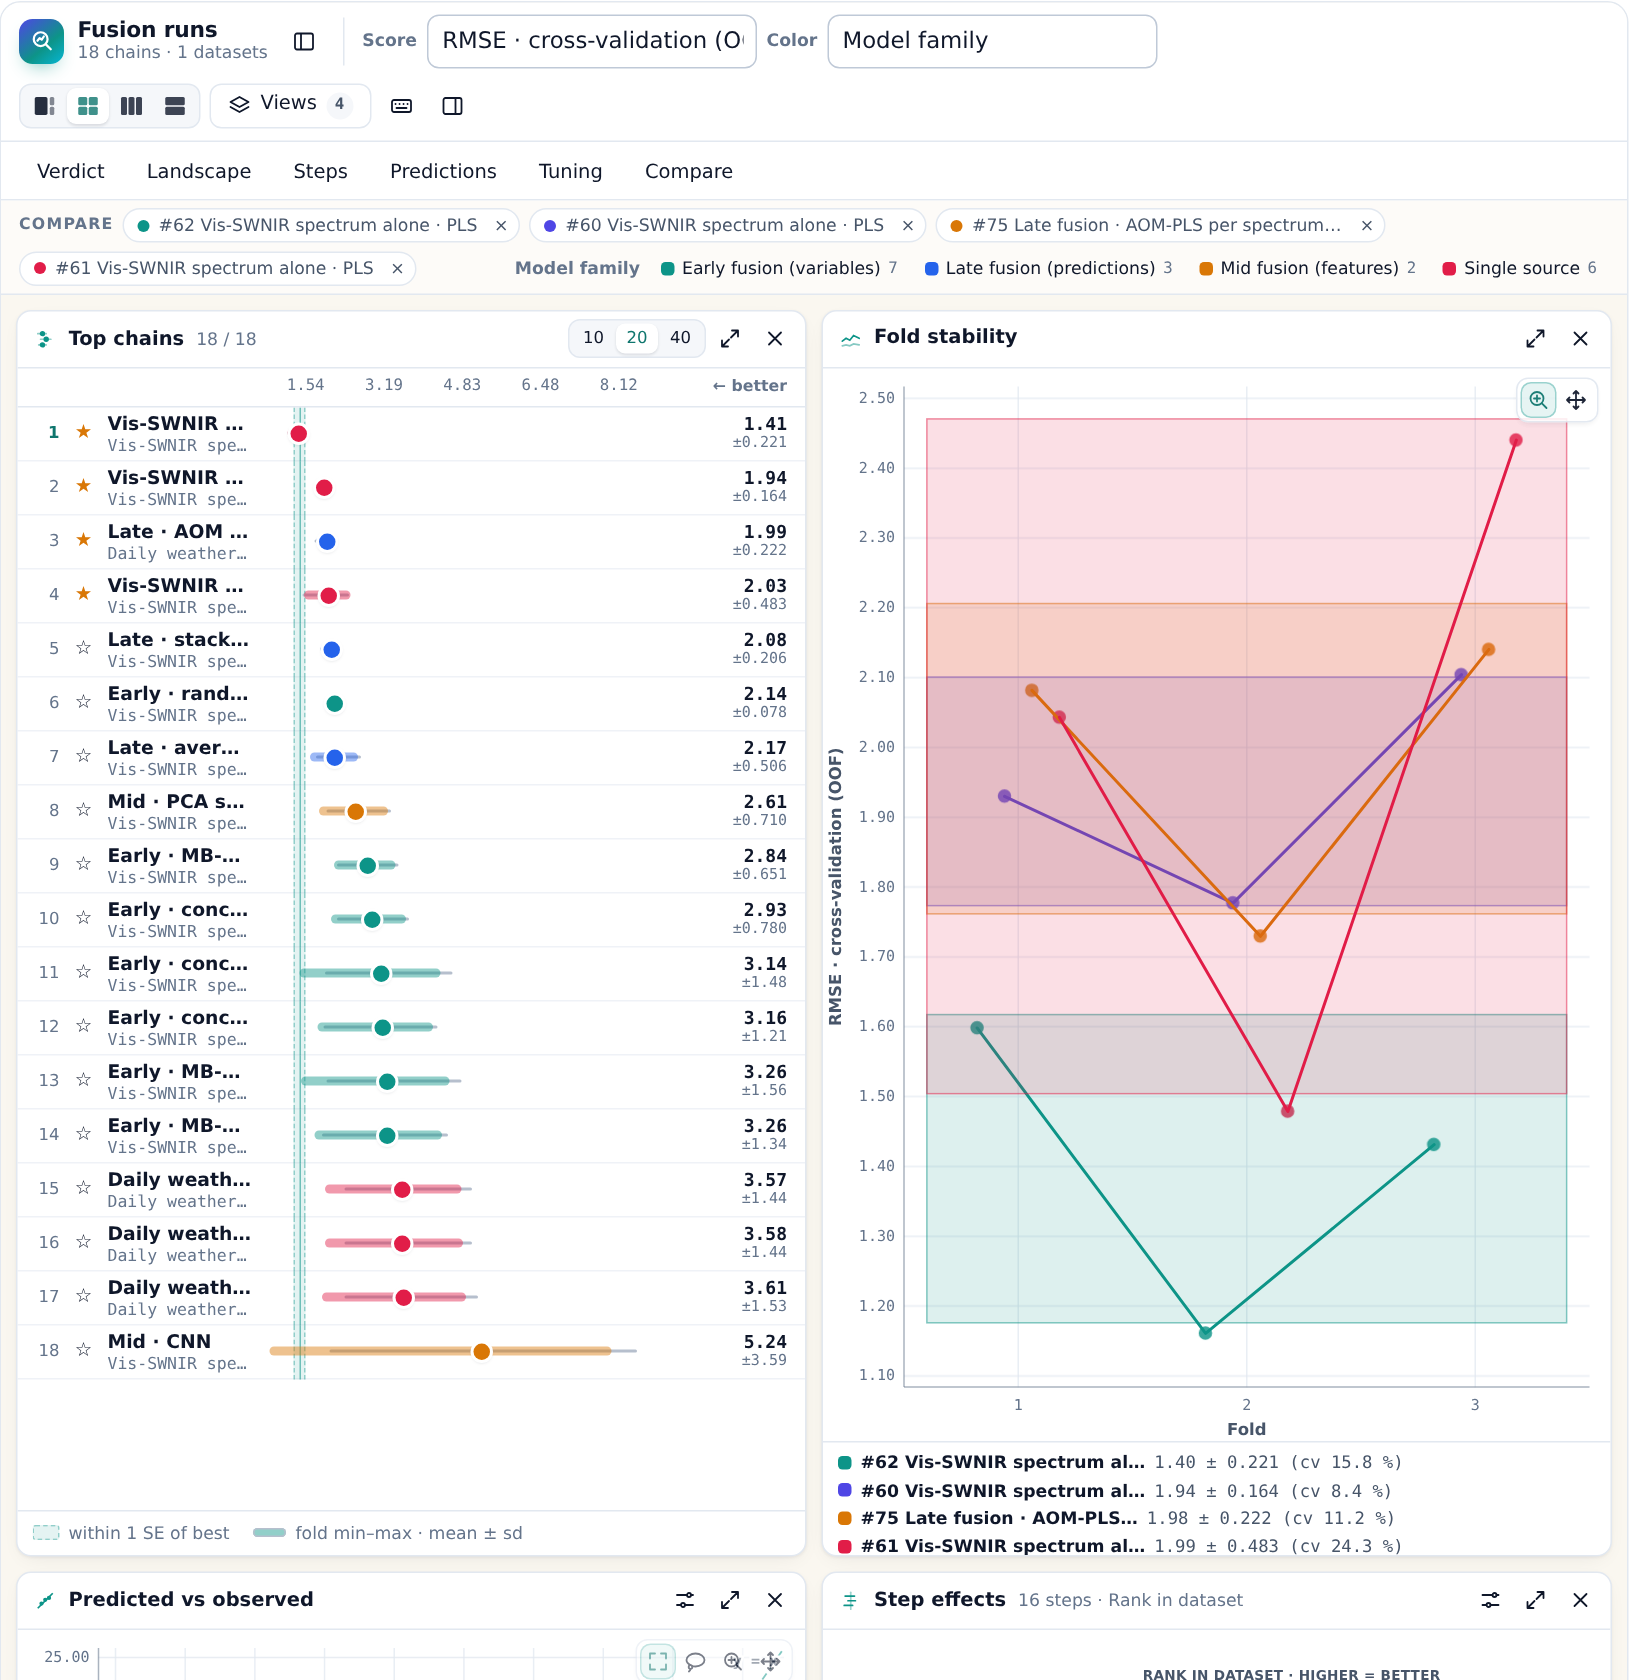 Fusion runs
18 chains · 1 datasets
Score
RMSE · cross-validation (O
Color
Model family
Views 4
Verdict Landscape Steps Predictions Tuning Compare
COMPARE #62 Vis-SWNIR spectrum alone · PLS × #60 Vis-SWNIR spectrum alone · PLS × #75 Late fusion · AOM-PLS per spectrum… ×
#61 Vis-SWNIR spectrum alone · PLS × Model family Early fusion (variables) 7 Late fusion (predictions) 3 Mid fusion (features) 2 Single source 6
Top chains 18 / 18 10 20 40
1.54 3.19 4.83 6.48 8.12 ← better
1 ★ Vis-SWNIR … 1.41
Vis-SWNIR spe… ±0.221
2 ★ Vis-SWNIR … 1.94
Vis-SWNIR spe… ±0.164
3 ★ Late · AOM … 1.99
Daily weather… ±0.222
4 ★ Vis-SWNIR … 2.03
Vis-SWNIR spe… ±0.483
5 ☆ Late · stack… 2.08
Vis-SWNIR spe… ±0.206
6 ☆ Early · rand… 2.14
Vis-SWNIR spe… ±0.078
7 ☆ Late · aver… 2.17
Vis-SWNIR spe… ±0.506
8 ☆ Mid · PCA s… 2.61
Vis-SWNIR spe… ±0.710
9 ☆ Early · MB-… 2.84
Vis-SWNIR spe… ±0.651
10 ☆ Early · conc… 2.93
Vis-SWNIR spe… ±0.780
11 ☆ Early · conc… 3.14
Vis-SWNIR spe… ±1.48
12 ☆ Early · conc… 3.16
Vis-SWNIR spe… ±1.21
13 ☆ Early · MB-… 3.26
Vis-SWNIR spe… ±1.56
14 ☆ Early · MB-… 3.26
Vis-SWNIR spe… ±1.34
15 ☆ Daily weath… 3.57
Daily weather… ±1.44
16 ☆ Daily weath… 3.58
Daily weather… ±1.44
17 ☆ Daily weath… 3.61
Daily weather… ±1.53
18 ☆ Mid · CNN 5.24
Vis-SWNIR spe… ±3.59
within 1 SE of best fold min–max · mean ± sd
Fold stability
2.50
2.40
2.30
2.20
2.10
2.00
1.90
1.80
1.70
1.60
1.50
1.40
1.30
1.20
1.10
RMSE · cross-validation (OOF)
1 2 3
Fold
#62 Vis-SWNIR spectrum al… 1.40 ± 0.221 (cv 15.8 %)
#60 Vis-SWNIR spectrum al… 1.94 ± 0.164 (cv 8.4 %)
#75 Late fusion · AOM-PLS… 1.98 ± 0.222 (cv 11.2 %)
#61 Vis-SWNIR spectrum al… 1.99 ± 0.483 (cv 24.3 %)
Predicted vs observed
25.00
Step effects 16 steps · Rank in dataset
RANK IN DATASET · HIGHER = BETTER